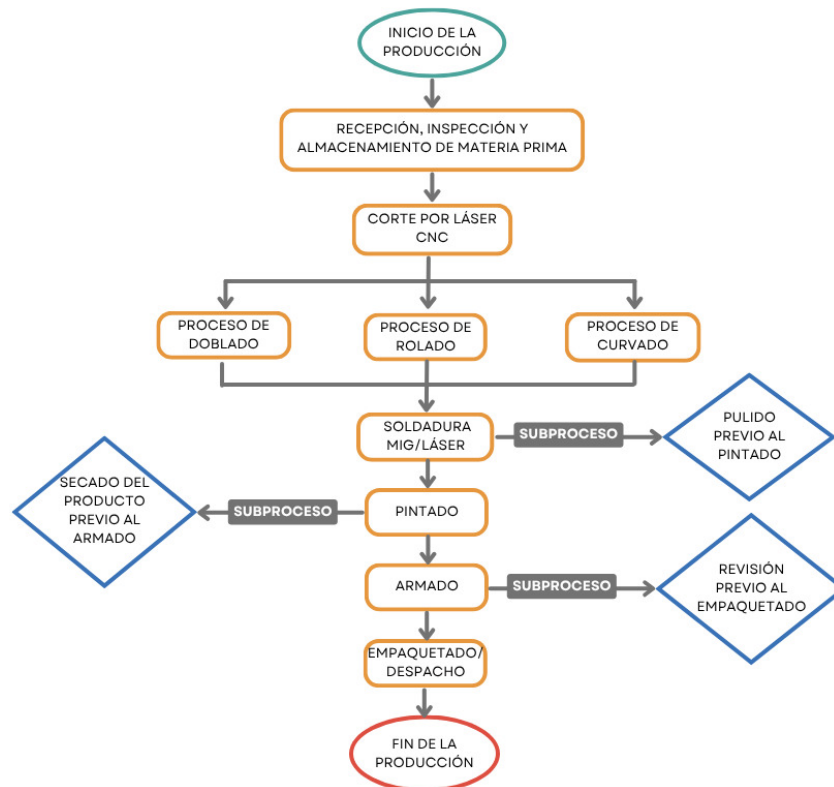 INICIO DE LA
PRODUCCIÓN
RECEPCIÓN, INSPECCIÓN Y
ALMACENAMIENTO DE MATERIA PRIMA
CORTE POR LÁSER
CNC
PROCESO DE
DOBLADO
PROCESO DE
ROLADO
PROCESO DE
CURVADO
SOLDADURA
MIG/LÁSER
SUBPROCESO
PULIDO
PREVIO AL
PINTADO
PINTADO
SUBPROCESO
SECADO DEL
PRODUCTO
PREVIO AL
ARMADO
ARMADO
SUBPROCESO
REVISIÓN
PREVIO AL
EMPAQUETADO
EMPAQUETADO/
DESPACHO
FIN DE LA
PRODUCCIÓN